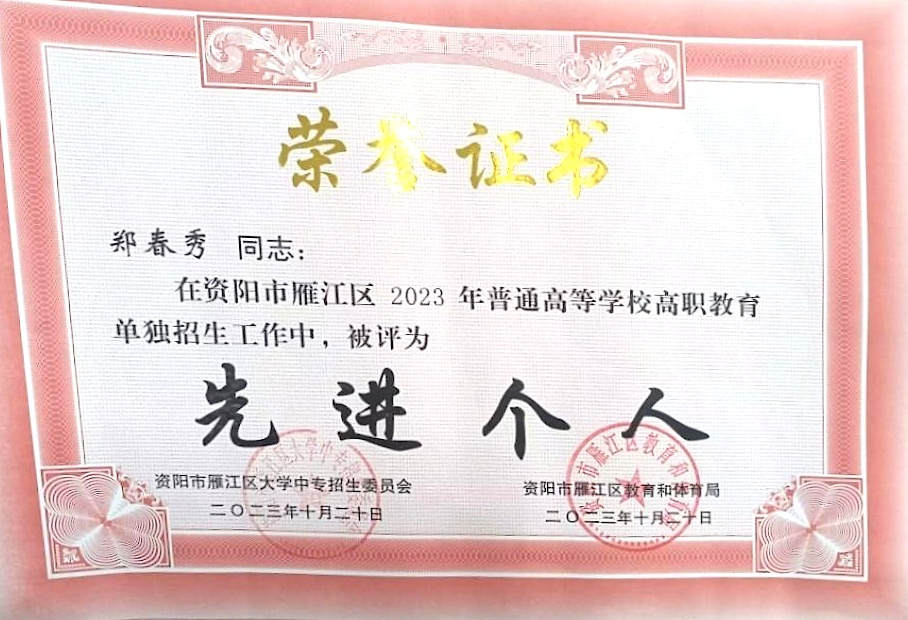 荣誉证书
郑春秀 同志：
在资阳市雁江区 2023 年普通高等学校高职教育
单独招生工作中，被评为
先进个人
资阳市雁江区大学中专招生委员会
二〇二三年十月二十日
资阳市雁江区教育和体育局
二〇二三年十月二十日